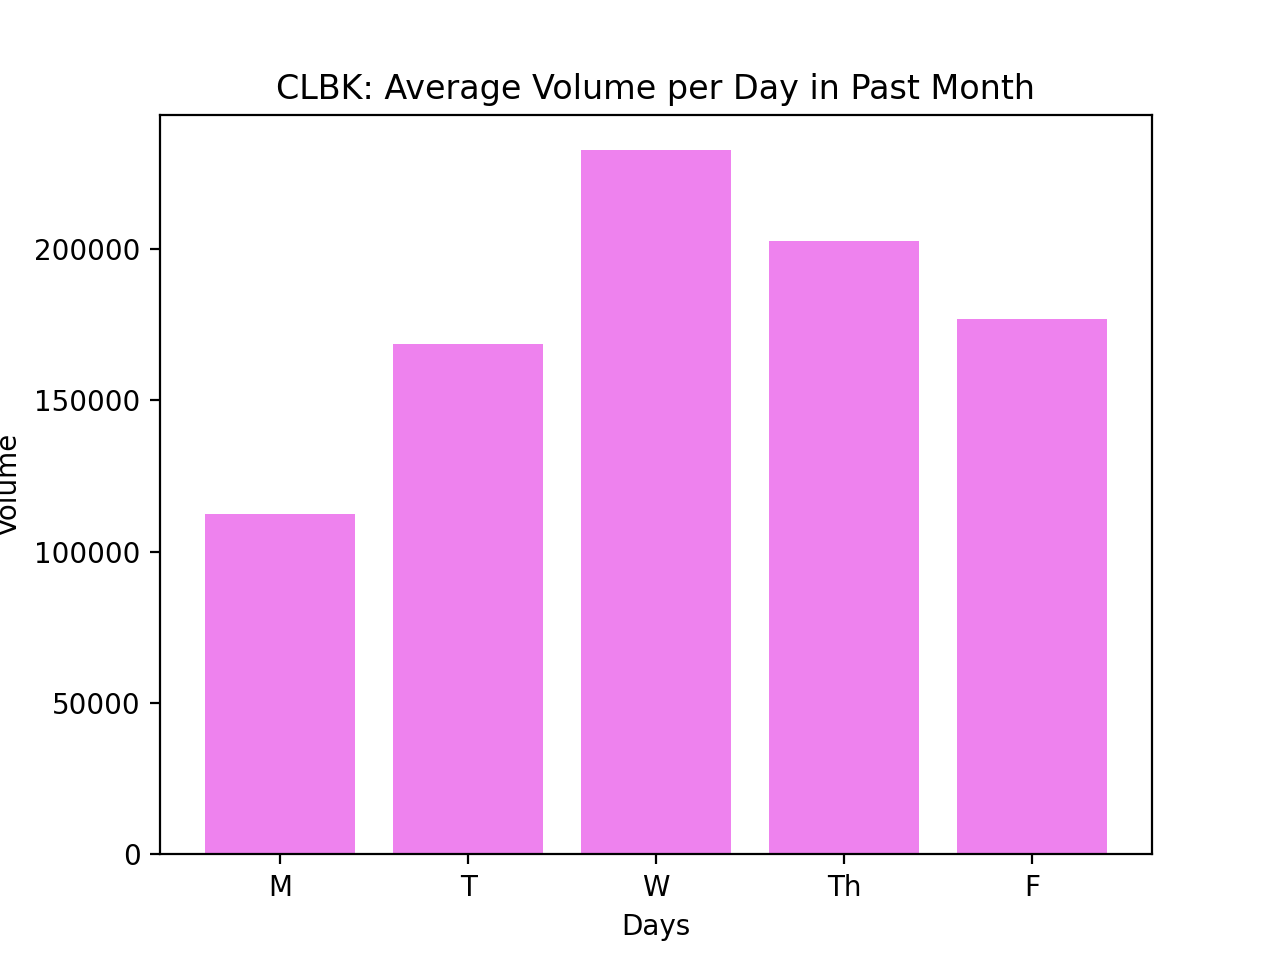 CLBK: Average Volume per Day in Past Month
Volume
200000
150000
100000
50000
0
M
T
W
Th
F
Days